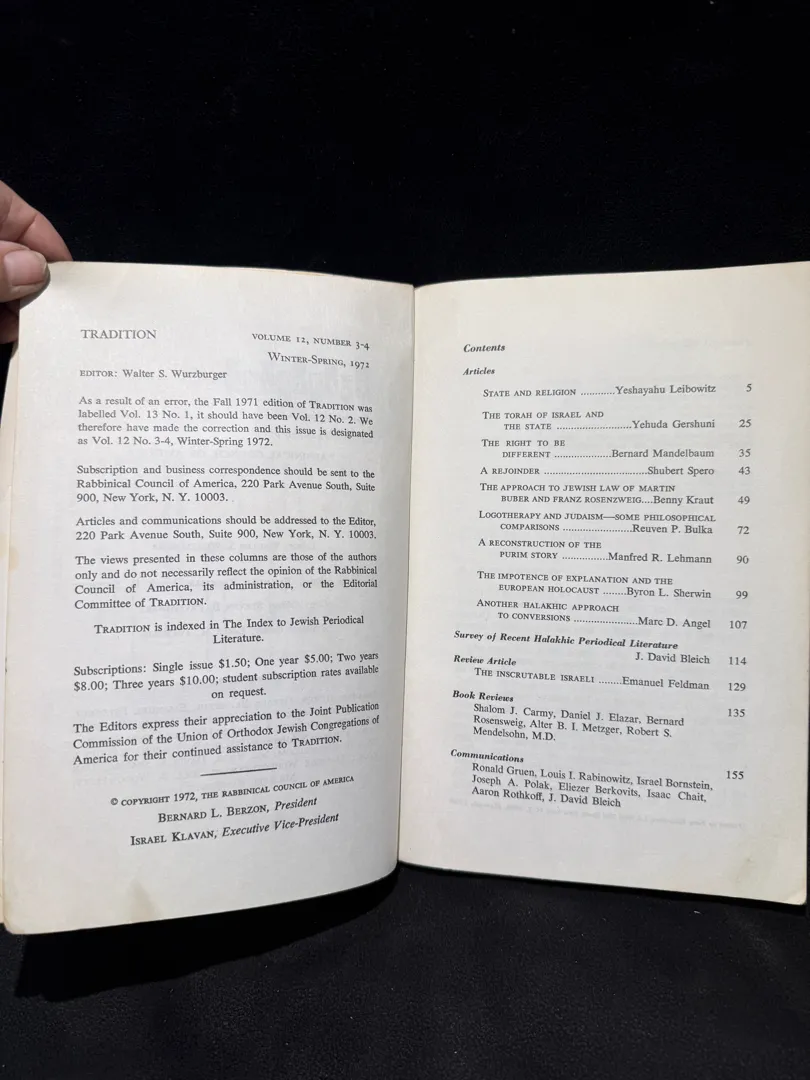 TRADITION
VOLUME 12, NUMBER 3-4
WINTER-SPRING, 1972
EDITOR: Walter S. Wurzburger
As a result of an error, the Fall 1971 edition of TRADITION was
labelled Vol. 13 No. 1, it should have been Vol. 12 No. 2. We
therefore have made the correction and this issue is designated
as Vol. 12 No. 3-4, Winter-Spring 1972.
Subscription and business correspondence should be sent to the
Rabbinical Council of America, 220 Park Avenue South, Suite
900, New York, N. Y. 10003.
Articles and communications should be addressed to the Editor,
220 Park Avenue South, Suite 900, New York, N. Y. 10003.
The views presented in these columns are those of the authors
only and do not necessarily reflect the opinion of the Rabbinical
Council of America, its administration, or the Editorial
Committee of TRADITION.
TRADITION is indexed in The Index to Jewish Periodical
Literature.
Subscriptions: Single issue $1.50; One year $5.00; Two years
$8.00; Three years $10.00; student subscription rates available
on request.
The Editors express their appreciation to the Joint Publication
Commission of the Union of Orthodox Jewish Congregations of
America for their continued assistance to TRADITION.
© COPYRIGHT 1972, THE RABBINICAL COUNCIL OF AMERICA
BERNARD L. BERZON, President
ISRAEL KLAVAN, Executive Vice-President
Contents
Articles
STATE AND RELIGION ............Yeshayahu Leibowitz 5
THE TORAH OF ISRAEL AND
THE STATE ..........................Yehuda Gershuni 25
THE RIGHT TO BE
DIFFERENT ....................Bernard Mandelbaum 35
A REJOINDER ....................................Shubert Spero 43
THE APPROACH TO JEWISH LAW OF MARTIN
BUBER AND FRANZ ROSENZWEIG....Benny Kraut 49
LOGOTHERAPY AND JUDAISM—SOME PHILOSOPHICAL
COMPARISONS ........................Reuven P. Bulka 72
A RECONSTRUCTION OF THE
PURIM STORY ................Manfred R. Lehmann 90
THE IMPOTENCE OF EXPLANATION AND THE
EUROPEAN HOLOCAUST ........Byron L. Sherwin 99
ANOTHER HALAKHIC APPROACH
TO CONVERSIONS ......................Marc D. Angel 107
Survey of Recent Halakhic Periodical Literature
J. David Bleich 114
Review Article
THE INSCRUTABLE ISRAELI ........Emanuel Feldman 129
Book Reviews
Shalom J. Carmy, Daniel J. Elazar, Bernard 135
Rosensweig, Alter B. I. Metzger, Robert S.
Mendelsohn, M.D.
Communications
Ronald Gruen, Louis I. Rabinowitz, Israel Bornstein, 155
Joseph A. Polak, Eliezer Berkovits, Isaac Chait,
Aaron Rothkoff, J. David Bleich